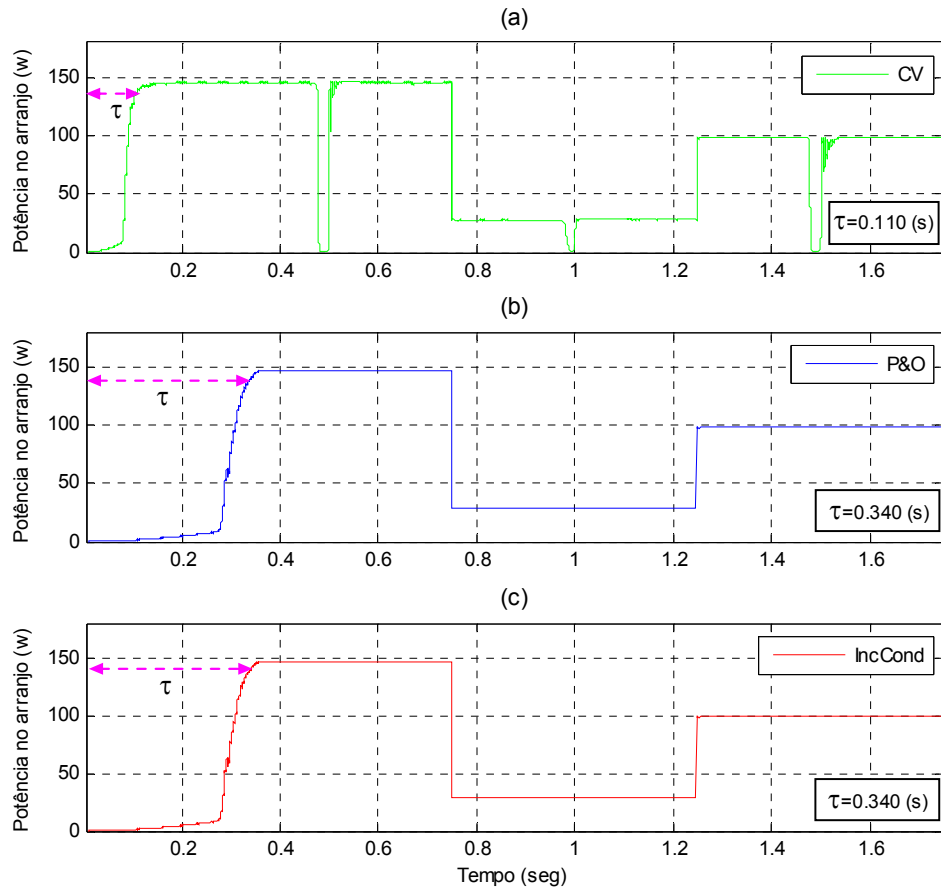 (a)
Potência no arranjo (w)
150
100
50
0
τ
CV
τ=0.110 (s)
0.2 0.4 0.6 0.8 1 1.2 1.4 1.6
(b)
Potência no arranjo (w)
150
100
50
0
τ
P&O
τ=0.340 (s)
0.2 0.4 0.6 0.8 1 1.2 1.4 1.6
(c)
Potência no arranjo (w)
150
100
50
0
τ
IncCond
τ=0.340 (s)
0.2 0.4 0.6 0.8 1 1.2 1.4 1.6
Tempo (seg)